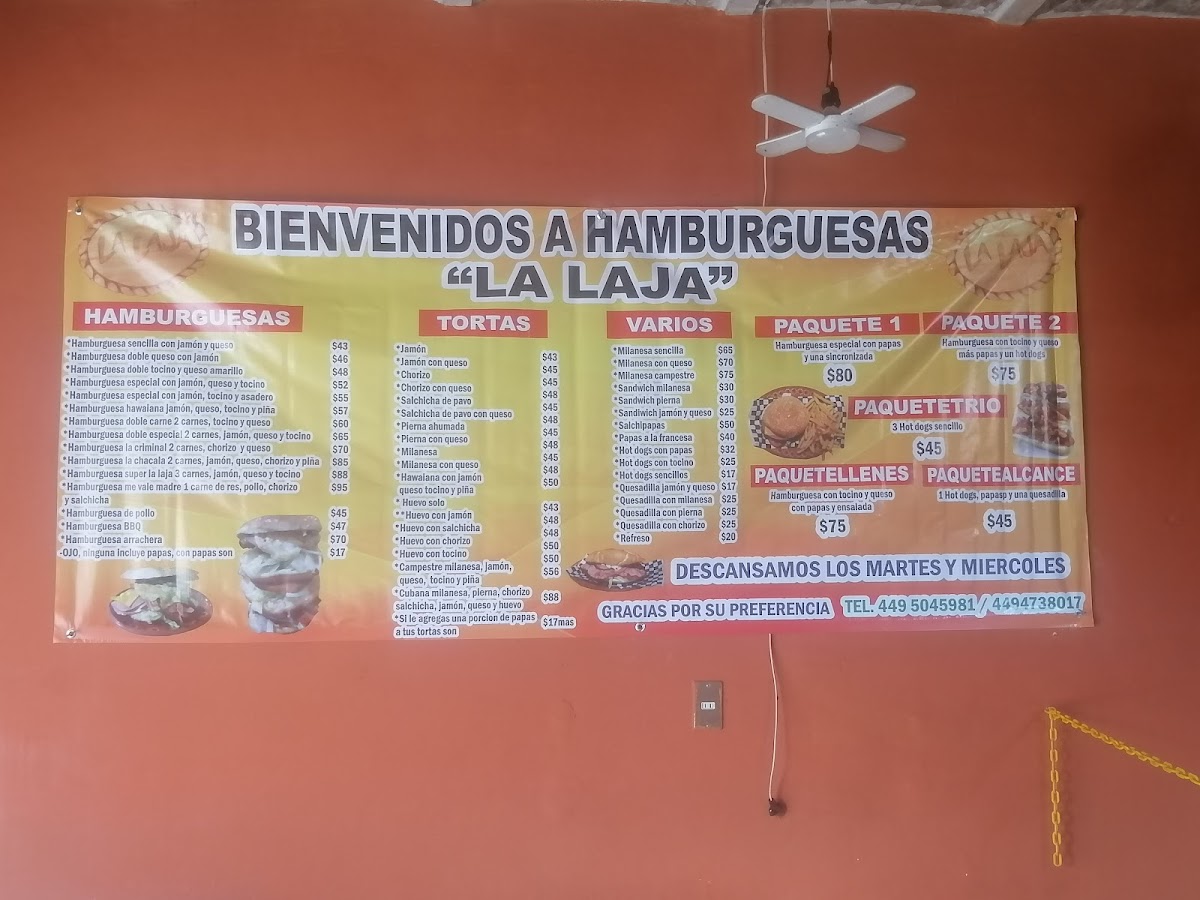 LA LAJA
BIENVENIDOS A HAMBURGUESAS
"LA LAJA"
LA LAJA
HAMBURGUESAS
*Hamburguesa sencilla con jamón y queso $43
*Hamburguesa doble queso con jamón $46
*Hamburguesa doble tocino y queso amarillo $48
*Hamburguesa especial con jamón, queso y tocino $52
*Hamburguesa especial con jamón, tocino y asadero $55
*Hamburguesa hawaiana jamón, queso, tocino y piña $57
*Hamburguesa doble carne 2 carnes, tocino y queso $60
*Hamburguesa doble especial 2 carnes, jamón, queso y tocino $65
*Hamburguesa la criminal 2 carnes, chorizo y queso $70
*Hamburguesa la chacala 2 carnes, jamón, queso, chorizo y piña $85
*Hamburguesa super la laja 3 carnes, jamón, queso y tocino $88
*Hamburguesa me vale madre 1 carne de res, pollo, chorizo $95
y salchicha
*Hamburguesa de pollo $45
*Hamburguesa BBQ $47
*Hamburguesa arrachera $70
-OJO, ninguna incluye papas, con papas son $17
TORTAS
*Jamón $43
*Jamón con queso $45
*Chorizo $45
*Chorizo con queso $48
*Salchicha de pavo $45
*Salchicha de pavo con queso $48
*Pierna ahumada $45
*Pierna con queso $48
*Milanesa $45
*Milanesa con queso $48
*Hawaiana con jamón $50
queso tocino y piña
* Huevo solo $43
* Huevo con jamón $48
*Huevo con salchicha $48
*Huevo con chorizo $50
*Huevo con tocino $50
*Campestre milanesa, jamón, $56
queso, tocino y piña
*Cubana milanesa, pierna, chorizo $88
salchicha, jamón, queso y huevo
*Si le agregas una porcion de papas $17mas
a tus tortas son
VARIOS
*Milanesa sencilla $65
*Milanesa con queso $70
*Milanesa campestre $75
*Sandwich milanesa $30
*Sandwich pierna $30
*Sandiwich jamón y queso $25
*Salchipapas $50
*Papas a la francesa $40
*Hot dogs con papas $32
*Hot dogs con tocino $25
*Hot dogs sencillos $17
*Quesadilla jamón y queso $17
*Quesadilla con milanesa $25
*Quesadilla con pierna $25
*Quesadilla con chorizo $25
*Refreso $20
PAQUETE 1
Hamburguesa especial con papas
y una sincronizada
$80
PAQUETE 2
Hamburguesa con tocino y queso
más papas y un hot dogs
$75
PAQUETETRIO
3 Hot dogs sencillo
$45
PAQUETELLENES
Hamburguesa con tocino y queso
con papas y ensalada
$75
PAQUETEALCANCE
1 Hot dogs, papasp y una quesadilla
$45
DESCANSAMOS LOS MARTES Y MIERCOLES
GRACIAS POR SU PREFERENCIA TEL. 449 5045981 / 4494738017